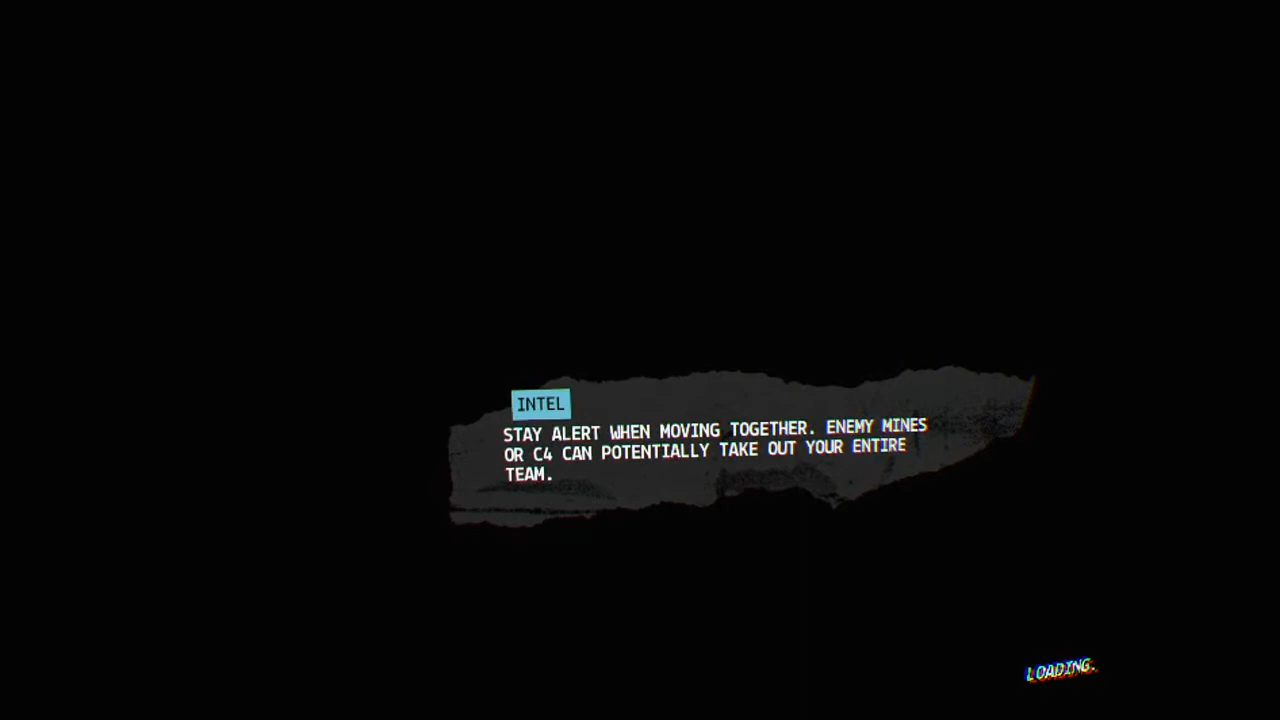 INTEL
STAY ALERT WHEN MOVING TOGETHER. ENEMY MINES
OR C4 CAN POTENTIALLY TAKE OUT YOUR ENTIRE
TEAM.
LOADING.